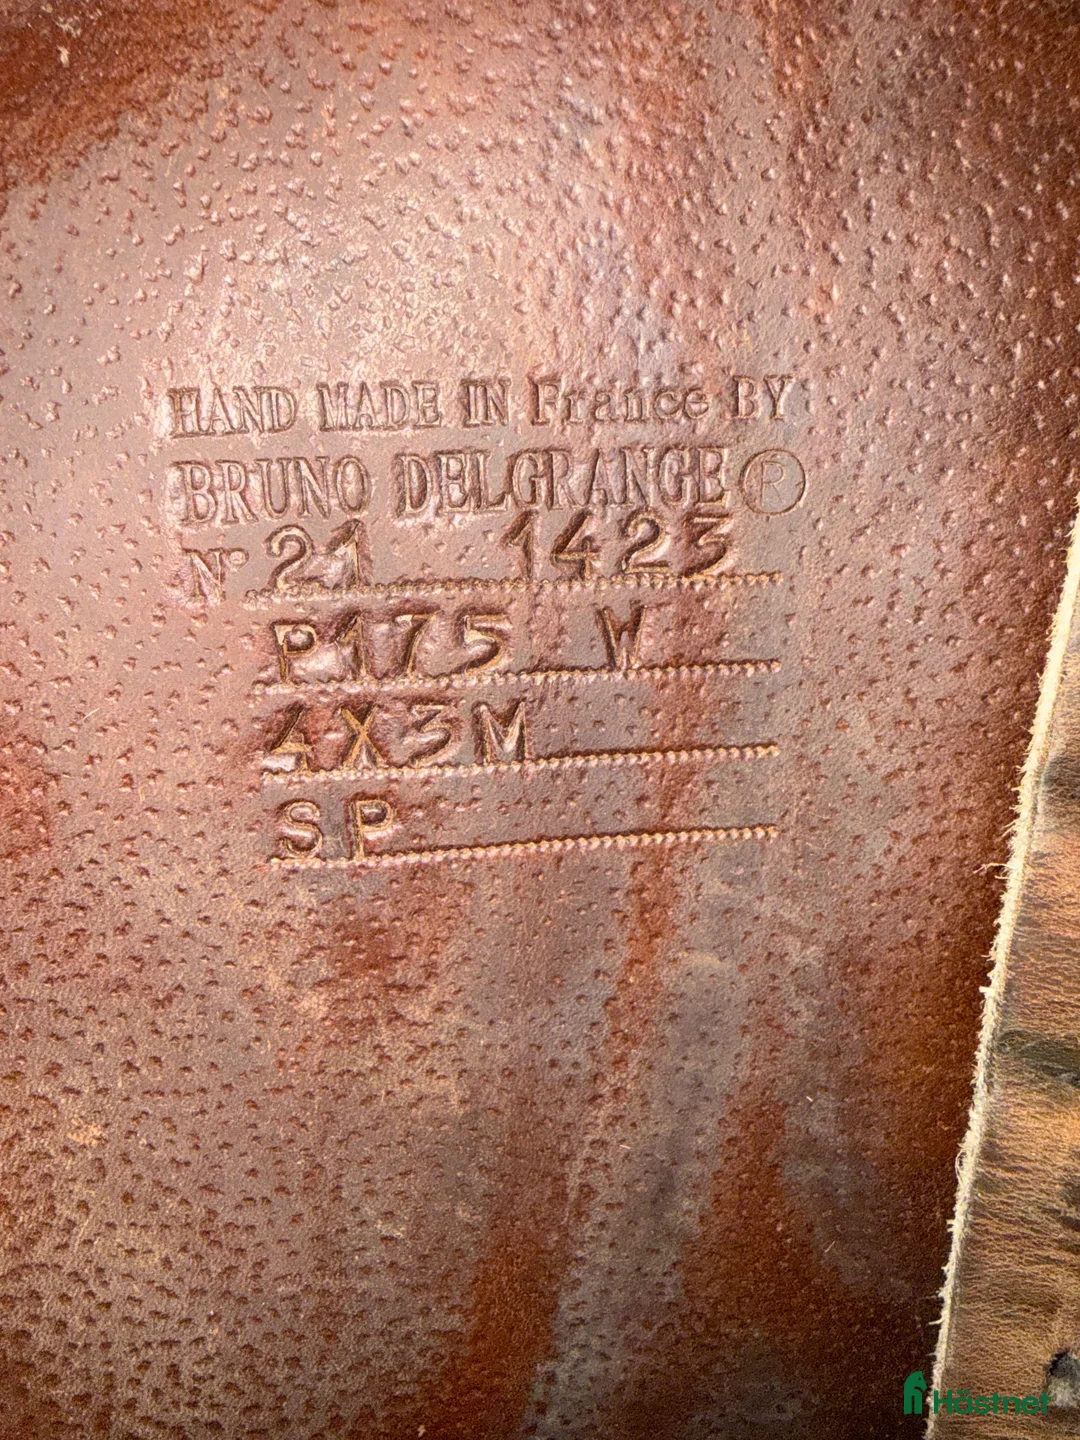 HAND MADE IN France BY
BRUNO DELGRANGE ®
N° 21 1423
P175 W
4X3M
SP
Hästnet